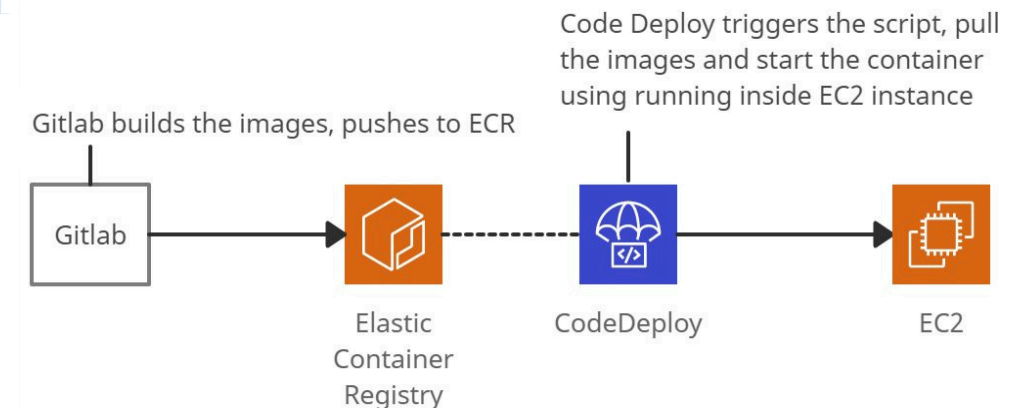 Code Deploy triggers the script, pull
the images and start the container
using running inside EC2 instance
Gitlab builds the images, pushes to ECR
Gitlab
</>
Elastic
Container
Registry
CodeDeploy
EC2